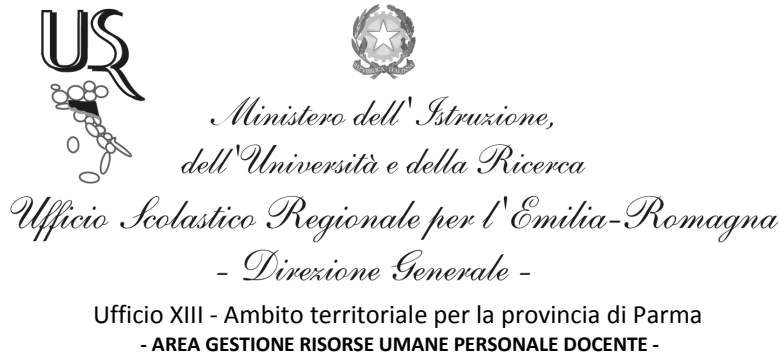 USR
Ministero dell'Istruzione,
dell'Università e della Ricerca
Ufficio Scolastico Regionale per l'Emilia-Romagna
- Direzione Generale -
Ufficio XIII - Ambito territoriale per la provincia di Parma
- AREA GESTIONE RISORSE UMANE PERSONALE DOCENTE -